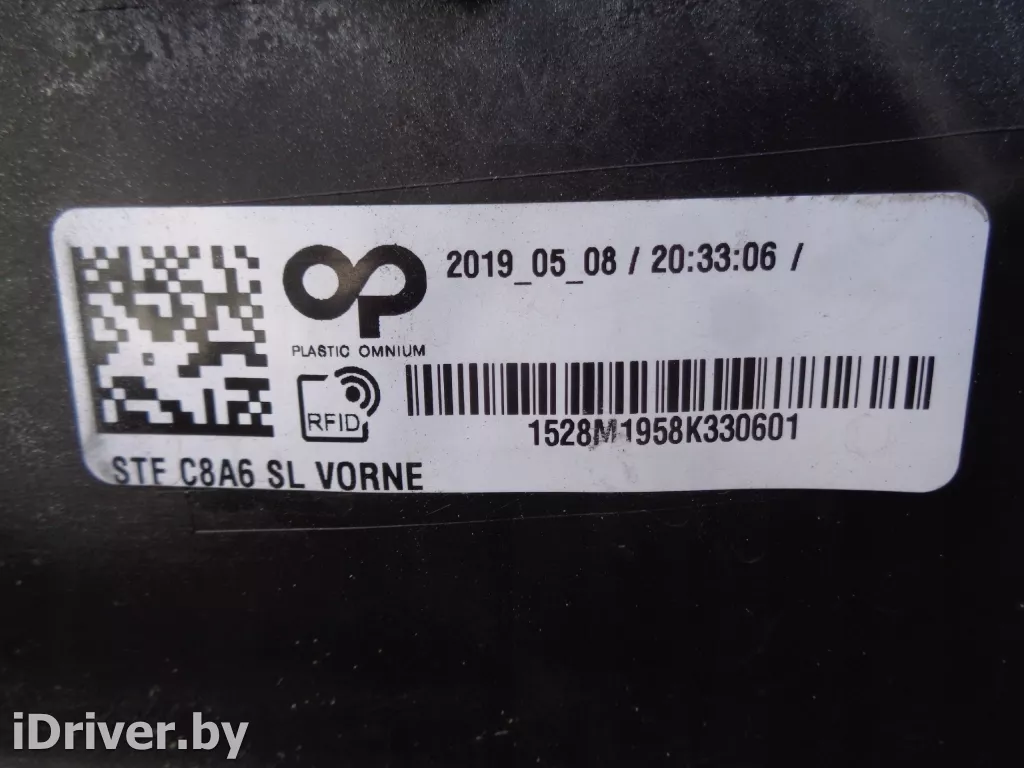 2019_05_08 / 20:33:06 /
PLASTIC OMNIUM
RFID
1528M1958K330601
STF C8A6 SL VORNE
iDriver.by